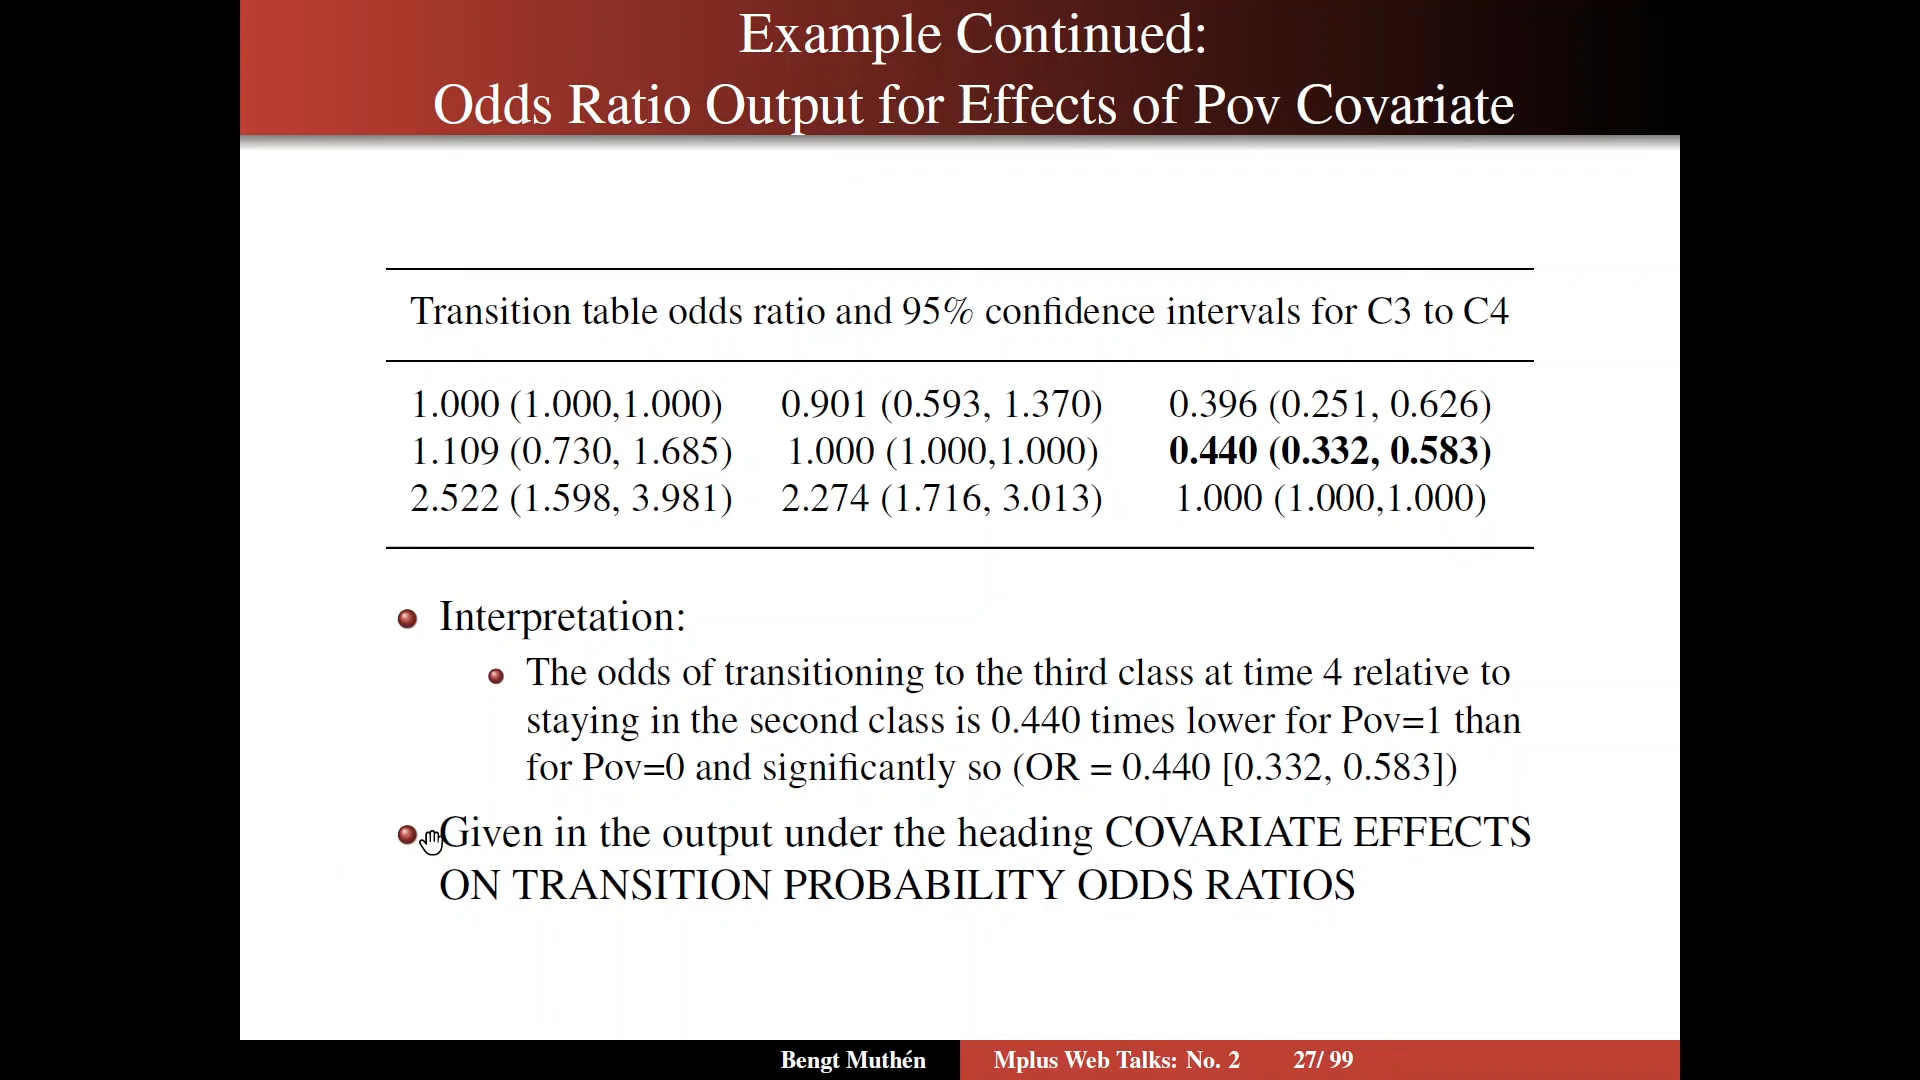 Example Continued:
Odds Ratio Output for Effects of Pov Covariate
Transition table odds ratio and 95% confidence intervals for C3 to C4
1.000 (1.000,1.000) 0.901 (0.593, 1.370) 0.396 (0.251, 0.626)
1.109 (0.730, 1.685) 1.000 (1.000,1.000) 0.440 (0.332, 0.583)
2.522 (1.598, 3.981) 2.274 (1.716, 3.013) 1.000 (1.000,1.000)
Interpretation:
The odds of transitioning to the third class at time 4 relative to
staying in the second class is 0.440 times lower for Pov=1 than
for Pov=0 and significantly so (OR = 0.440 [0.332, 0.583])
Given in the output under the heading COVARIATE EFFECTS
ON TRANSITION PROBABILITY ODDS RATIOS
Bengt Muthén Mplus Web Talks: No. 2 27/ 99